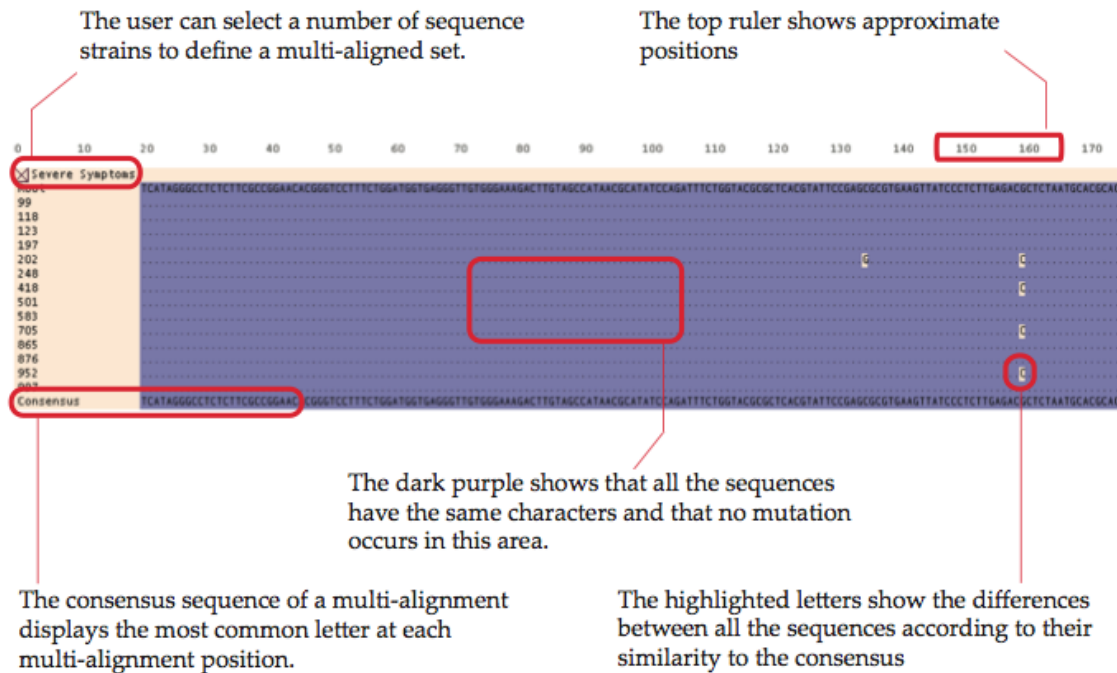 The user can select a number of sequence
strains to define a multi-aligned set.
The top ruler shows approximate
positions
0 10 20 30 40 50 60 70 80 90 100 110 120 130 140 150 160 170
Severe Symptoms
99
118
123
197
202 G C
248
418 C
501
583
705 C
865
876
952 C
Consensus
The dark purple shows that all the sequences
have the same characters and that no mutation
occurs in this area.
The consensus sequence of a multi-alignment
displays the most common letter at each
multi-alignment position.
The highlighted letters show the differences
between all the sequences according to their
similarity to the consensus